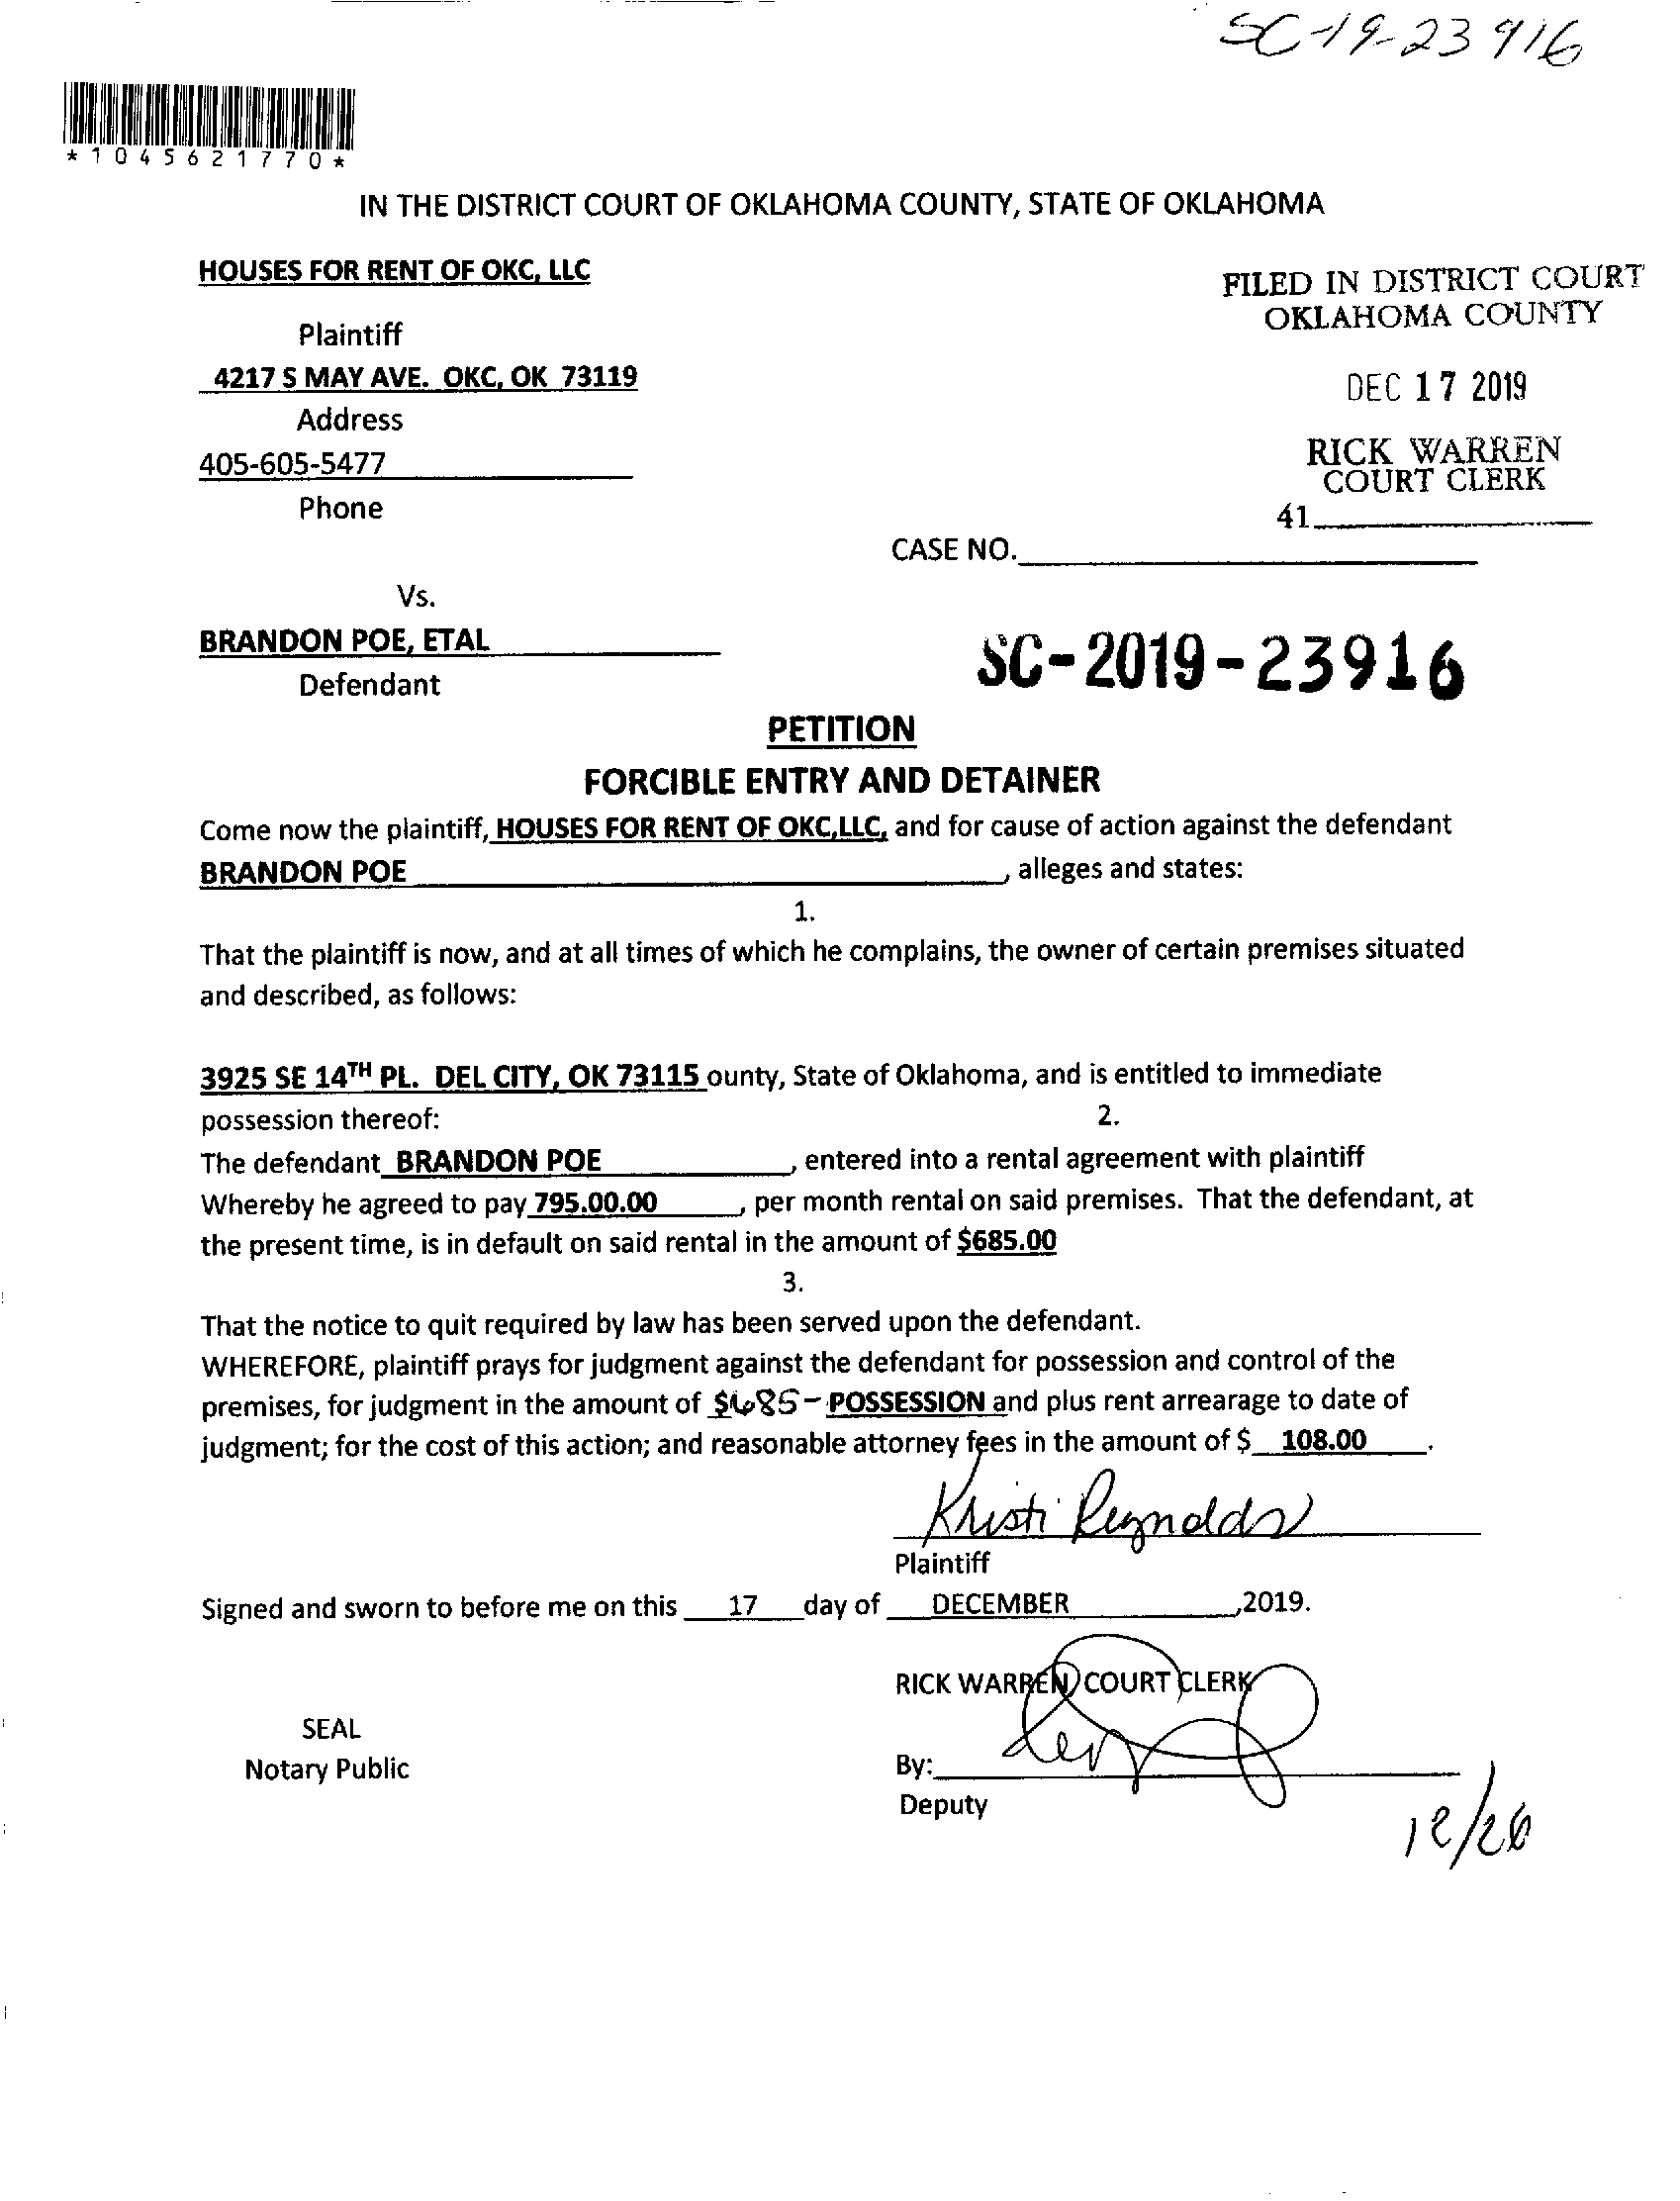 SC-19-23916
*1045621770*
IN THE DISTRICT COURT OF OKLAHOMA COUNTY, STATE OF OKLAHOMA
HOUSES FOR RENT OF OKC, LLC
Plaintiff
4217 S MAY AVE. OKC, OK 73119
Address
405-605-5477
Phone
FILED IN DISTRICT COURT
OKLAHOMA COUNTY
DEC 17 2019
RICK WARREN
COURT CLERK
41
CASE NO.
Vs.
BRANDON POE, ETAL
Defendant
SC-2019-23916
PETITION
FORCIBLE ENTRY AND DETAINER
Come now the plaintiff, HOUSES FOR RENT OF OKC,LLC, and for cause of action against the defendant
BRANDON POE , alleges and states:
1.
That the plaintiff is now, and at all times of which he complains, the owner of certain premises situated
and described, as follows:
3925 SE 14TH PL. DEL CITY, OK 73115 ounty, State of Oklahoma, and is entitled to immediate
possession thereof: 2.
The defendant BRANDON POE , entered into a rental agreement with plaintiff
Whereby he agreed to pay 795.00.00 , per month rental on said premises. That the defendant, at
the present time, is in default on said rental in the amount of $685.00
3.
That the notice to quit required by law has been served upon the defendant.
WHEREFORE, plaintiff prays for judgment against the defendant for possession and control of the
premises, for judgment in the amount of $685- POSSESSION and plus rent arrearage to date of
judgment; for the cost of this action; and reasonable attorney fees in the amount of $ 108.00 .
Kristi Reynolds
Plaintiff
Signed and sworn to before me on this 17 day of DECEMBER ,2019.
RICK WARREN, COURT CLERK
SEAL
Notary Public
By:
Deputy
12/26